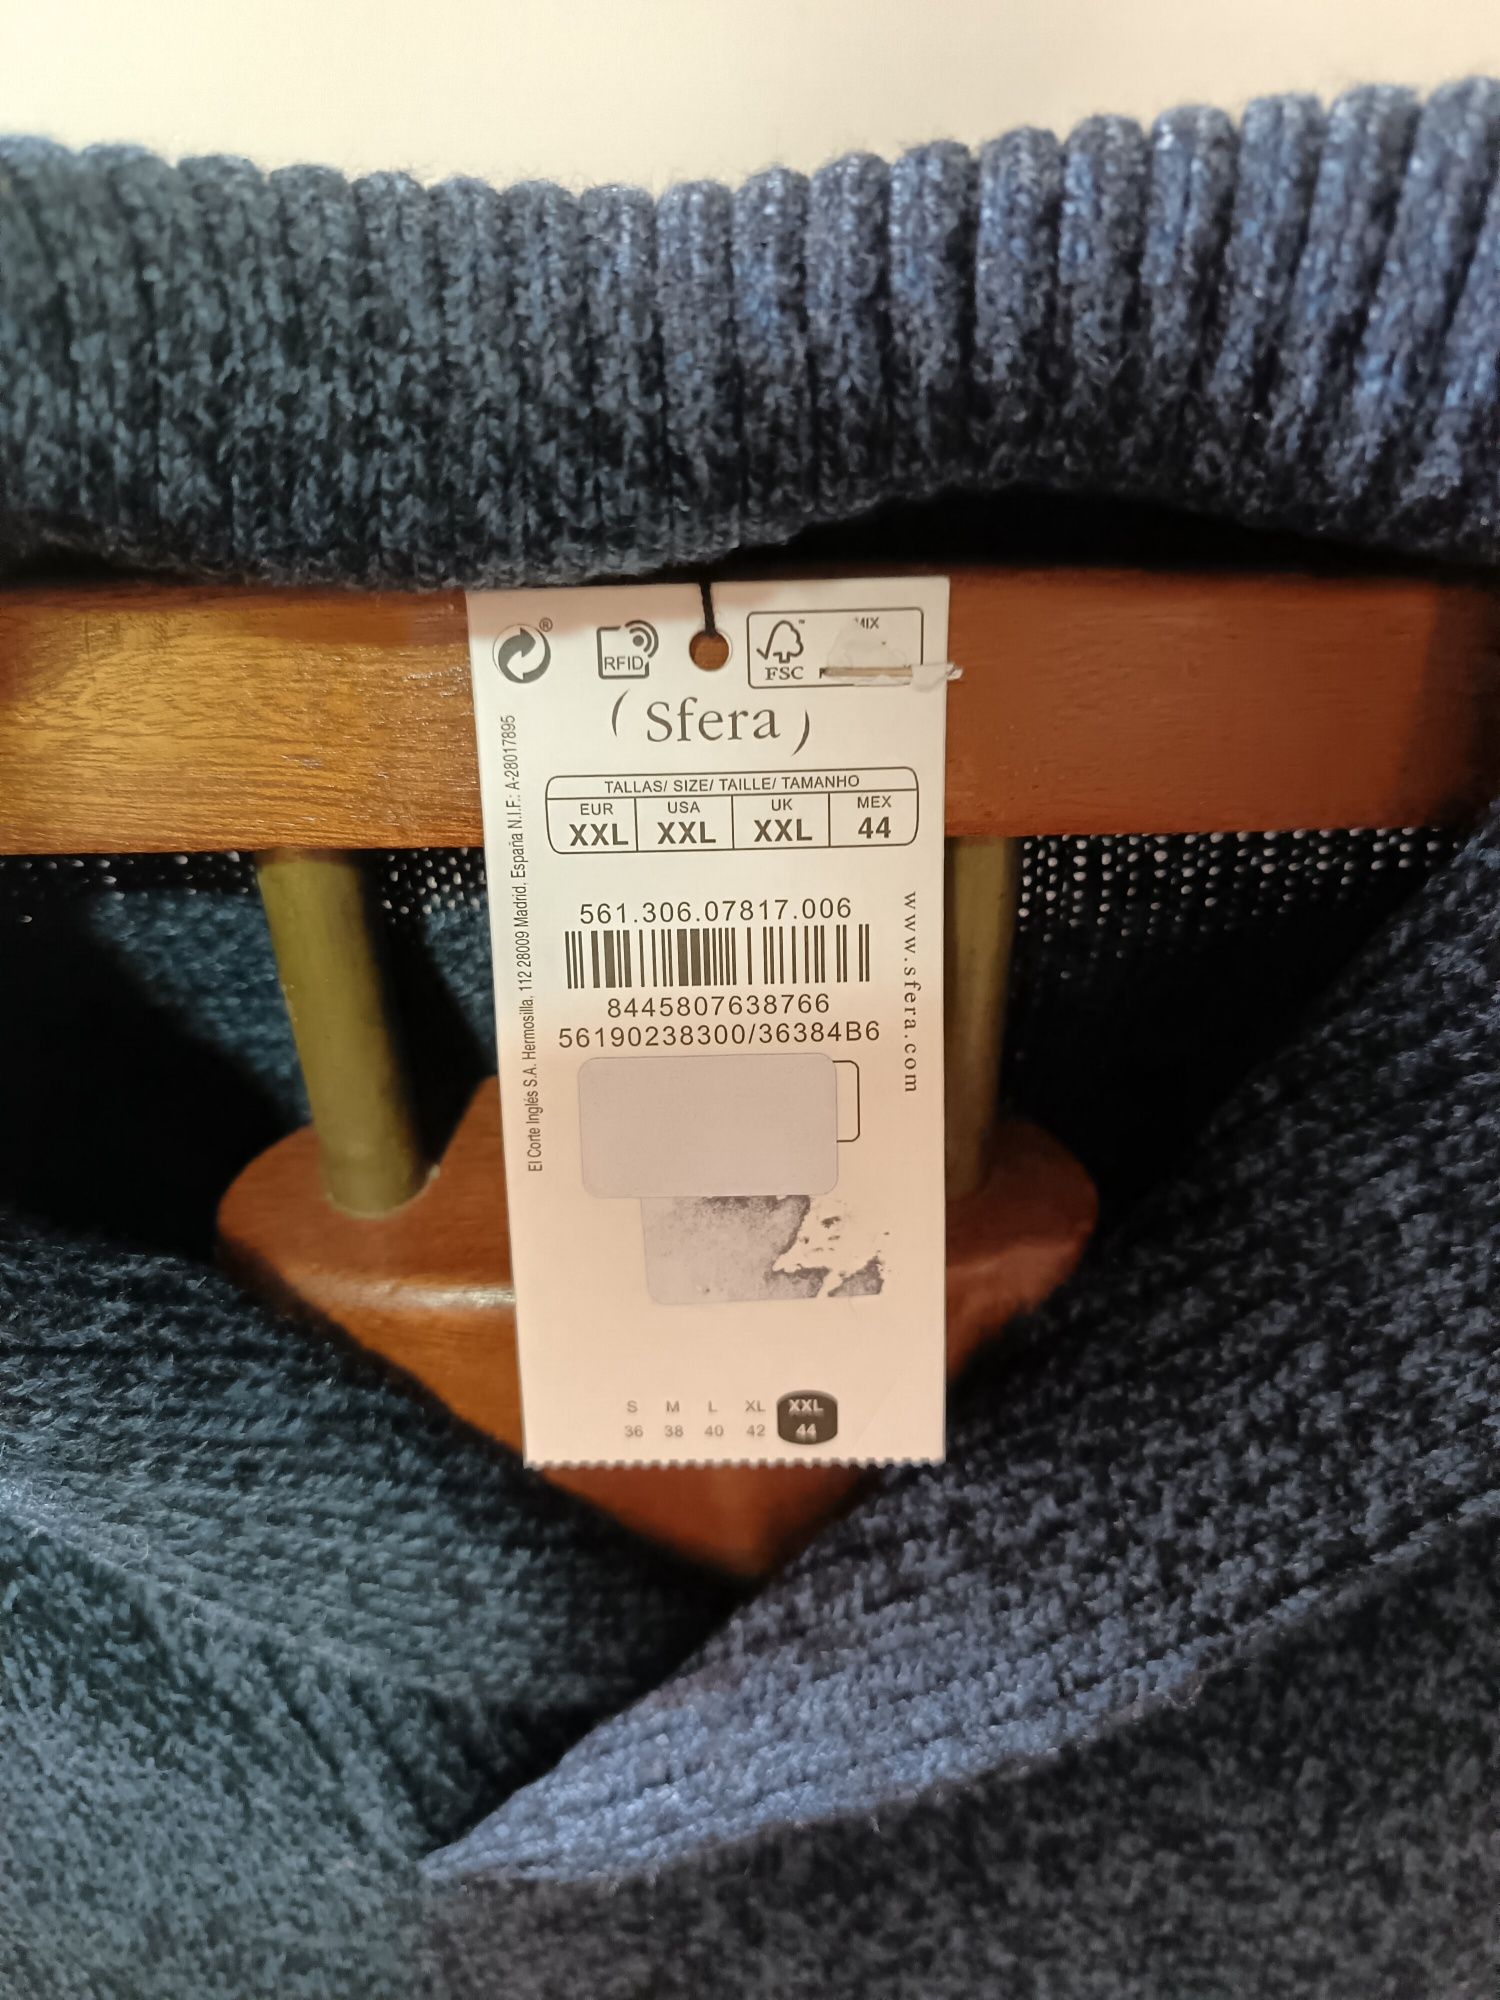 ®
RFID
FSC
MIX
(Sfera)
TALLAS/ SIZE/ TAILLE/ TAMANHO
EUR USA UK MEX
XXL XXL XXL 44
561.306.07817.006
8445807638766
56190238300/36384B6
El Corte Inglés S.A. Hermosilla, 112 28009 Madrid, España N.I.F.: A-28017895
www.sfera.com
S M L XL XXL
36 38 40 42 44